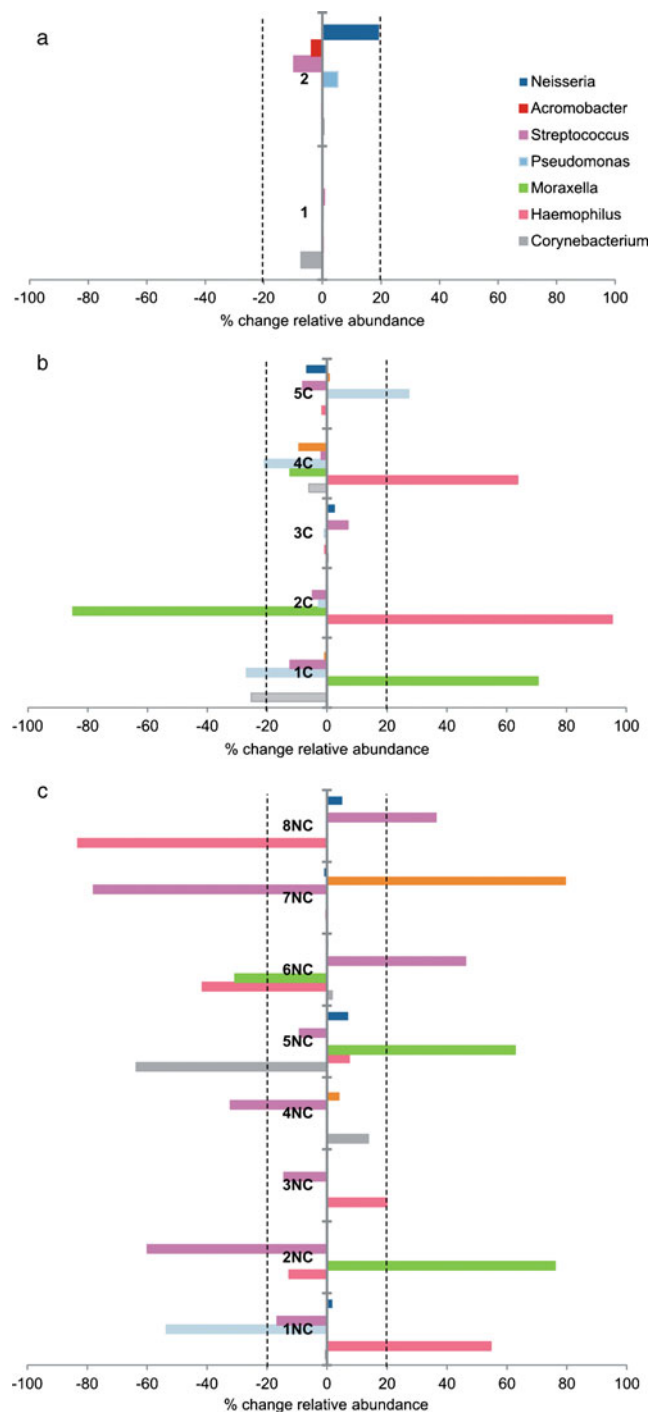 a
2
1
Neisseria
Acromobacter
Streptococcus
Pseudomonas
Moraxella
Haemophilus
Corynebacterium
-100 -80 -60 -40 -20 0 20 40 60 80 100
% change relative abundance
b
5C
4C
3C
2C
1C
-100 -80 -60 -40 -20 0 20 40 60 80 100
% change relative abundance
c
8NC
7NC
6NC
5NC
4NC
3NC
2NC
1NC
-100 -80 -60 -40 -20 0 20 40 60 80 100
% change relative abundance